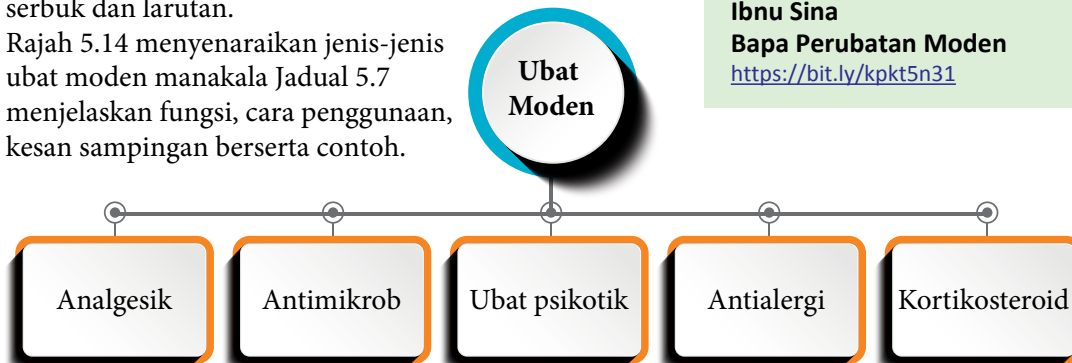 serbuk dan larutan.
Rajah 5.14 menyenaraikan jenis-jenis
ubat moden manakala Jadual 5.7
menjelaskan fungsi, cara penggunaan,
kesan sampingan berserta contoh.
Ibnu Sina
Bapa Perubatan Moden
https://bit.ly/kpkt5n31
Ubat
Moden
Analgesik
Antimikrob
Ubat psikotik
Antialergi
Kortikosteroid